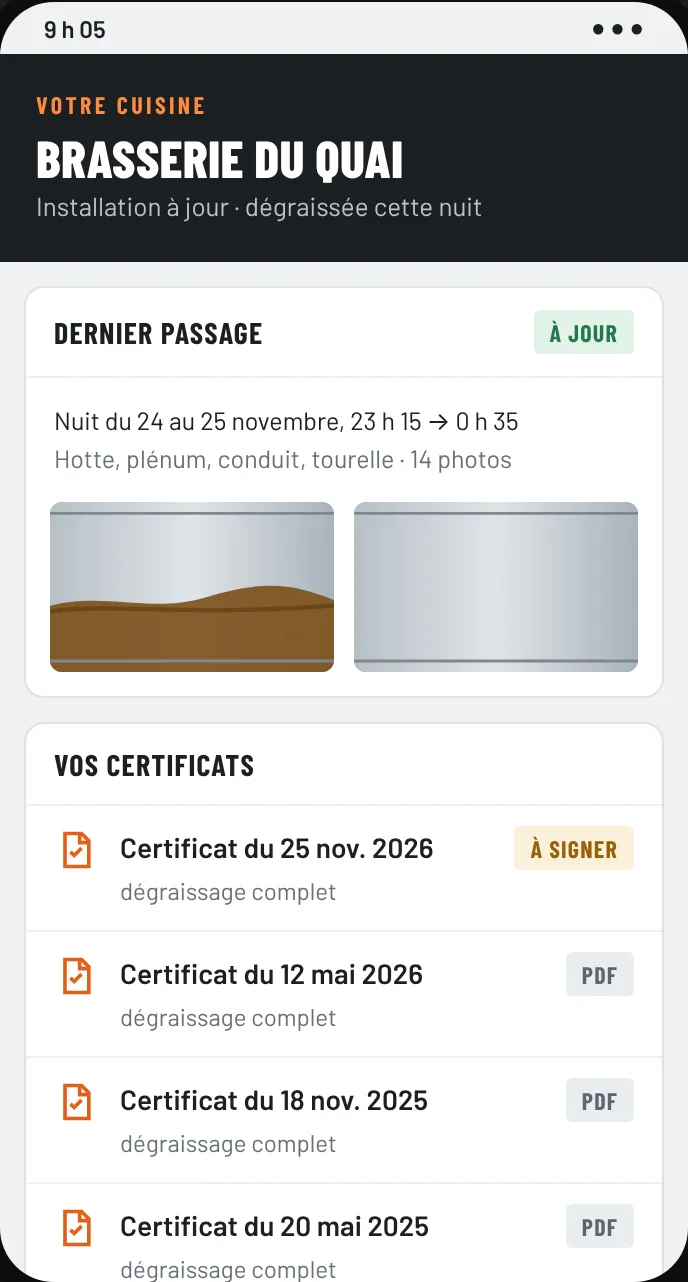 9 h 05
VOTRE CUISINE
BRASSERIE DU QUAI
Installation à jour · dégraissée cette nuit
DERNIER PASSAGE
À JOUR
Nuit du 24 au 25 novembre, 23 h 15 → 0 h 35
Hotte, plénum, conduit, tourelle · 14 photos
VOS CERTIFICATS
Certificat du 25 nov. 2026
À SIGNER
dégraissage complet
Certificat du 12 mai 2026
PDF
dégraissage complet
Certificat du 18 nov. 2025
PDF
dégraissage complet
Certificat du 20 mai 2025
PDF
dégraissage complet